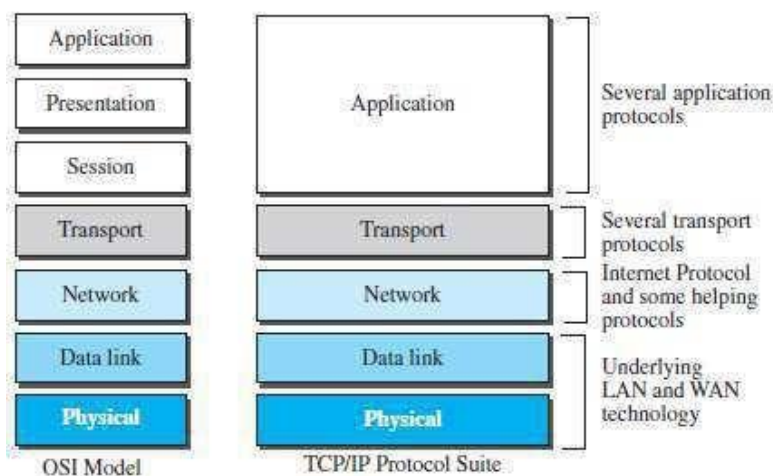 Application
Presentation
Session
Transport
Network
Data link
Physical
OSI Model
Application
Transport
Network
Data link
Physical
TCP/IP Protocol Suite
Several application
protocols
Several transport
protocols
Internet Protocol
and some helping
protocols
Underlying
LAN and WAN
technology